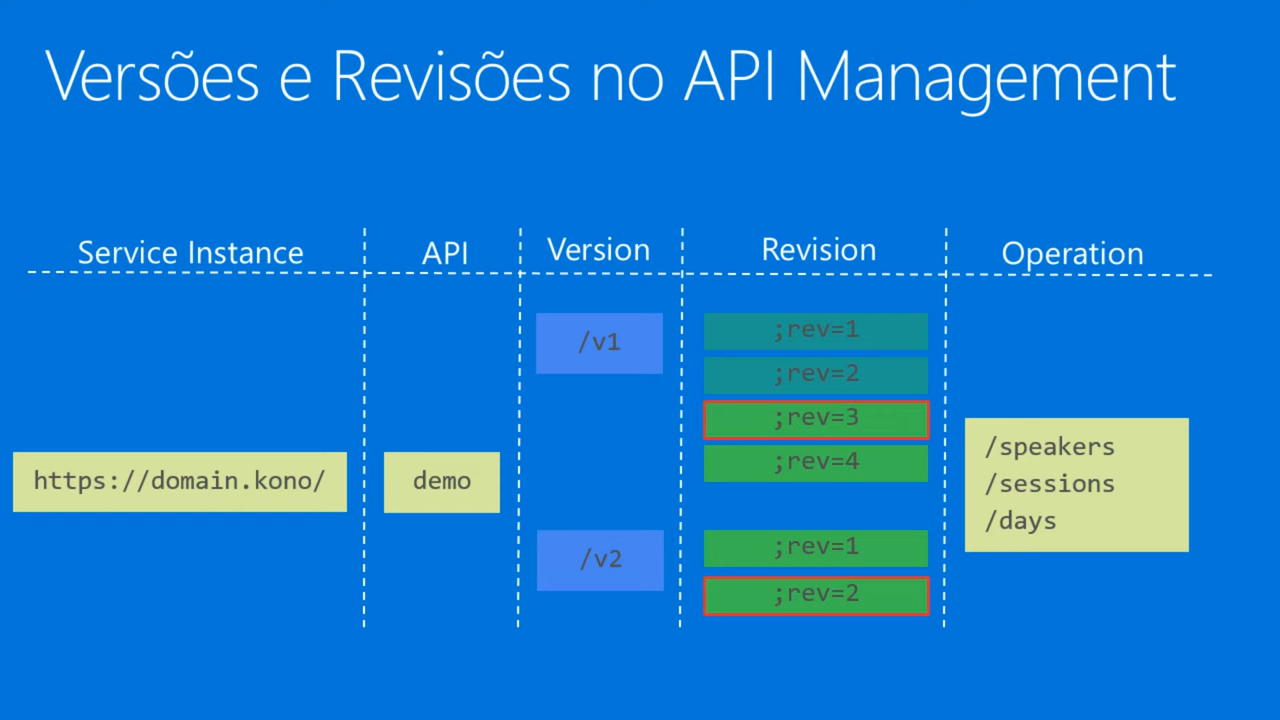 Versões e Revisões no API Management
Service Instance
API
Version
Revision
Operation
https://domain.kono/
demo
/v1
;rev=1
;rev=2
;rev=3
;rev=4
/v2
;rev=1
;rev=2
/speakers
/sessions
/days